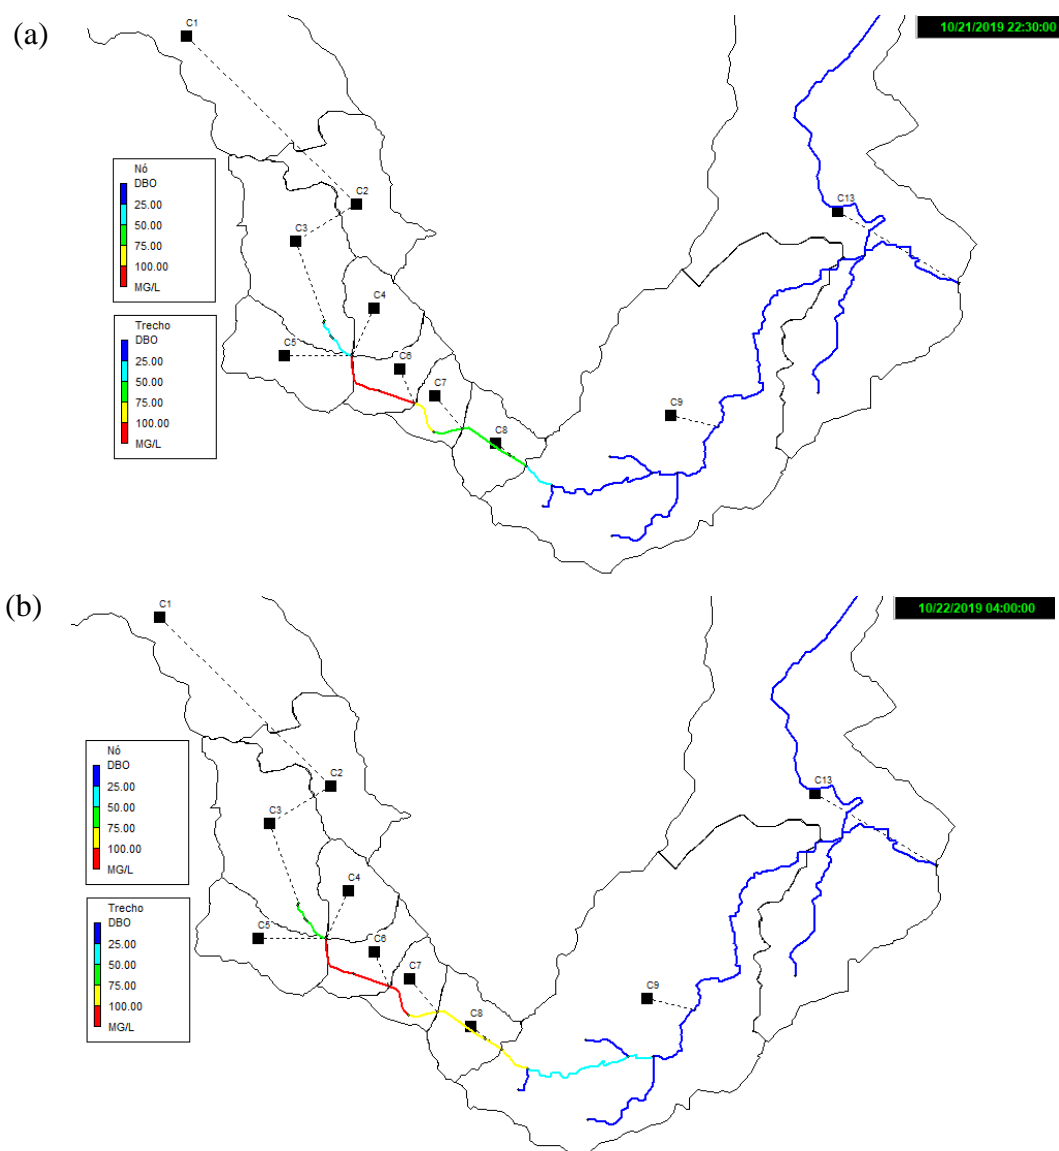 (a)
10/21/2019 22:30:00
C1
C2
C3
C13
C4
C5
C6
C7
C8
C9
Nó
DBO
25.00
50.00
75.00
100.00
MG/L
Trecho
DBO
25.00
50.00
75.00
100.00
MG/L
(b)
10/22/2019 04:00:00
C1
C2
C3
C13
C4
C5
C6
C7
C8
C9
Nó
DBO
25.00
50.00
75.00
100.00
MG/L
Trecho
DBO
25.00
50.00
75.00
100.00
MG/L